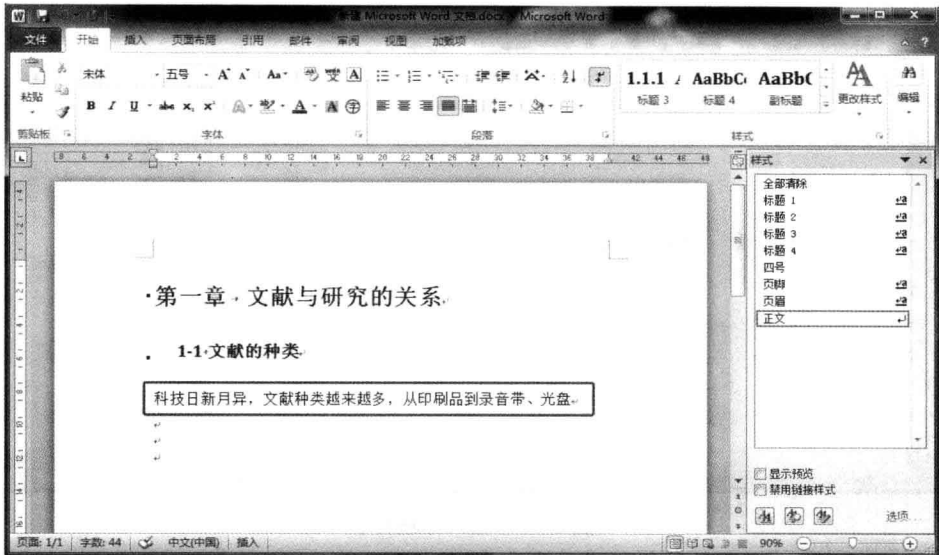 新建 Microsoft Word 文档.docx - Microsoft Word
文件 开始 插入 页面布局 引用 邮件 审阅 视图 加载项
粘贴
宋体 五号
1.1.1 AaBbC AaBb(
标题 3 标题 4 副标题 更改样式 编辑
剪贴板 字体 段落 样式
样式
全部清除
标题 1
标题 2
标题 3
标题 4
四号
页脚
页眉
正文
第一章 文献与研究的关系
1-1 文献的种类
科技日新月异，文献种类越来越多，从印刷品到录音带、光盘
显示预览
禁用链接样式
选项...
页面: 1/1 字数: 44 中文(中国) 插入 90%